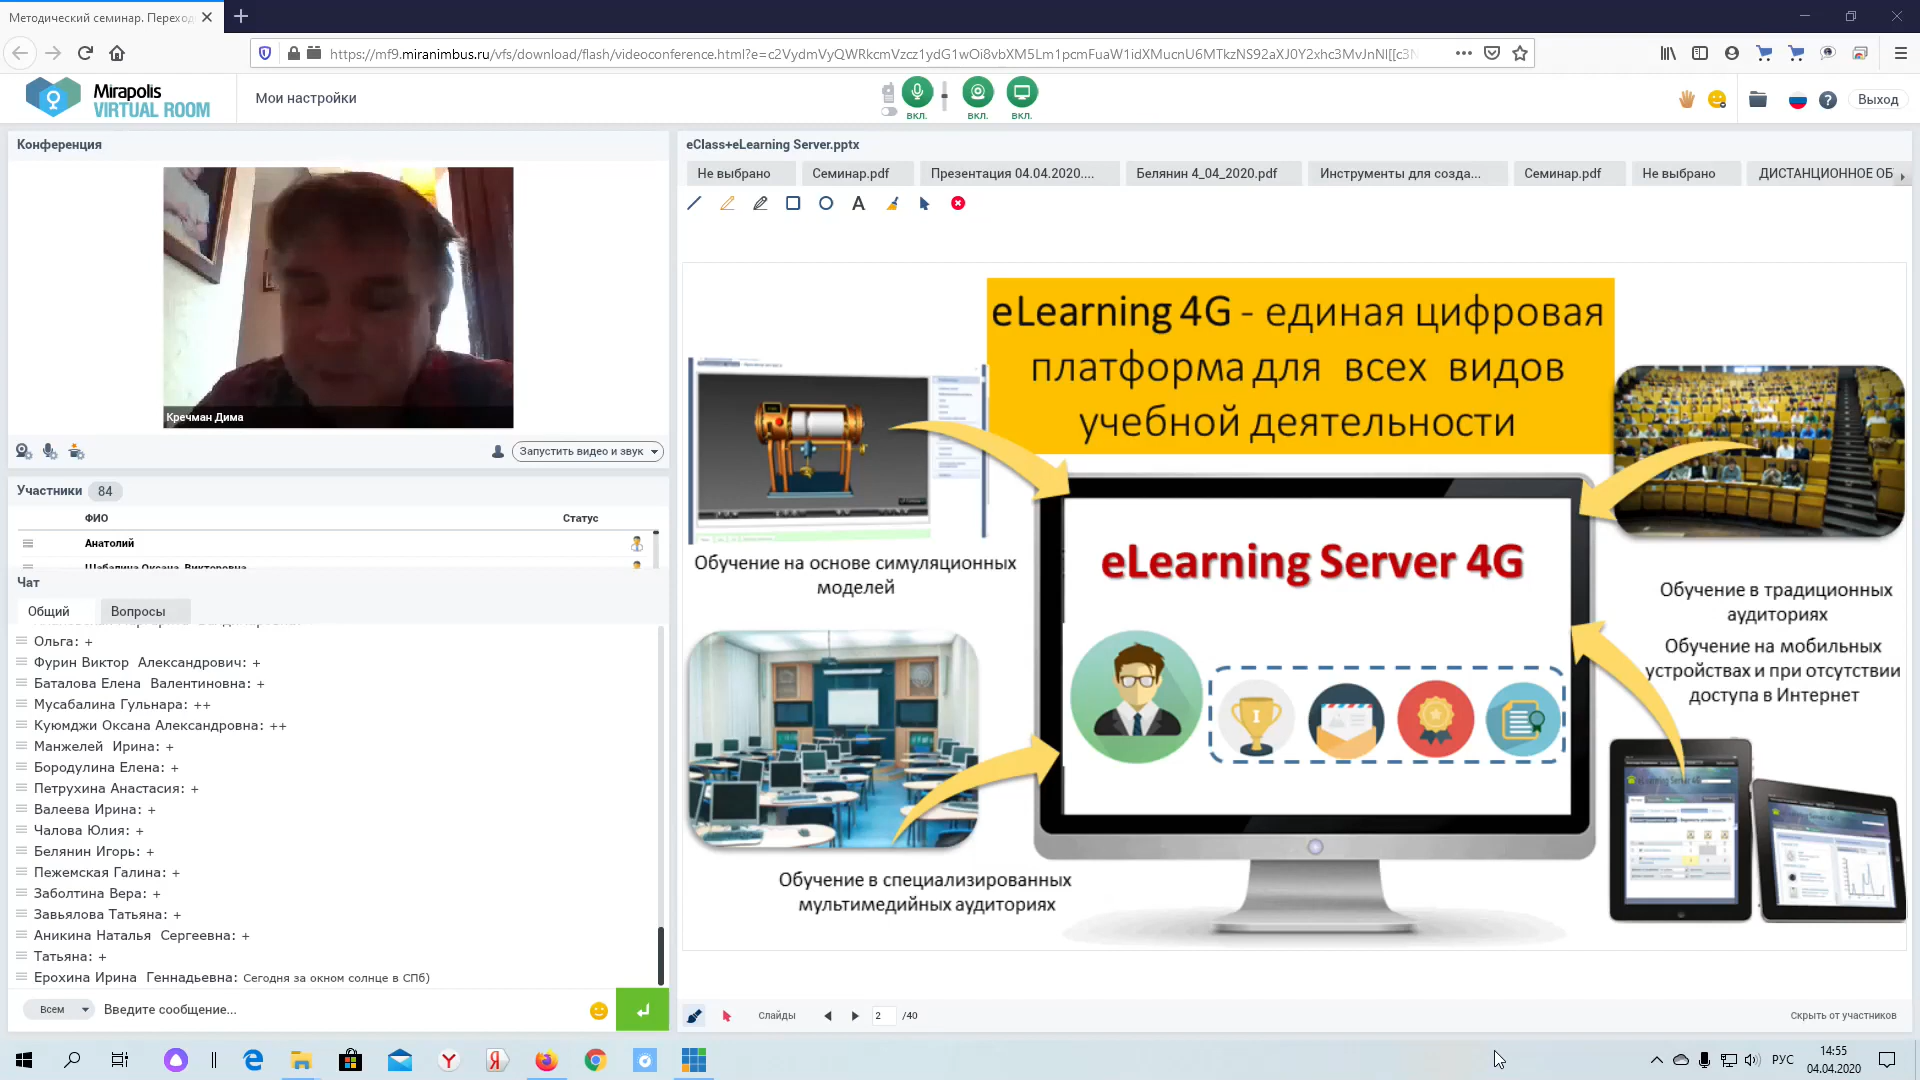 Методический семинар. Переход
https://mf9.miranimbus.ru/vfs/download/flash/videoconference.html?e=c2VydmVyQWRkcmVzcz1ydG1wOi8vbXM5Lm1pcmFuaW1idXMucnU6MTkzNS92aXJ0Y2xhc3MvJnNl[[c3N
Mirapolis
VIRTUAL ROOM
Мои настройки
вкл.
вкл.
вкл.
Выход
Конференция
Кречман Дима
Запустить видео и звук
Участники 84
ФИО Статус
Анатолий
Шабалина Оксана Викторовна
Чат
Общий Вопросы
Ольга: +
Фурин Виктор Александрович: +
Баталова Елена Валентиновна: +
Мусабалина Гульнара: ++
Куюмджи Оксана Александровна: ++
Манжелей Ирина: +
Бородулина Елена: +
Петрухина Анастасия: +
Валеева Ирина: +
Чалова Юлия: +
Белянин Игорь: +
Пежемская Галина: +
Заболтина Вера: +
Завьялова Татьяна: +
Аникина Наталья Сергеевна: +
Татьяна: +
Ерохина Ирина Геннадьевна: Сегодня за окном солнце в СПб)
Всем Введите сообщение...
eClass+eLearning Server.pptx
Не выбрано Семинар.pdf Презентация 04.04.2020.... Белянин 4_04_2020.pdf Инструменты для созда... Семинар.pdf Не выбрано ДИСТАНЦИОННОЕ ОБ
eLearning 4G - единая цифровая
платформа для всех видов
учебной деятельности
Обучение на основе симуляционных
моделей
eLearning Server 4G
Обучение в традиционных
аудиториях
Обучение на мобильных
устройствах и при отсутствии
доступа в Интернет
Обучение в специализированных
мультимедийных аудиториях
eLearning Server 4G
Слайды 2 /40
Скрыть от участников
РУС
14:55
04.04.2020